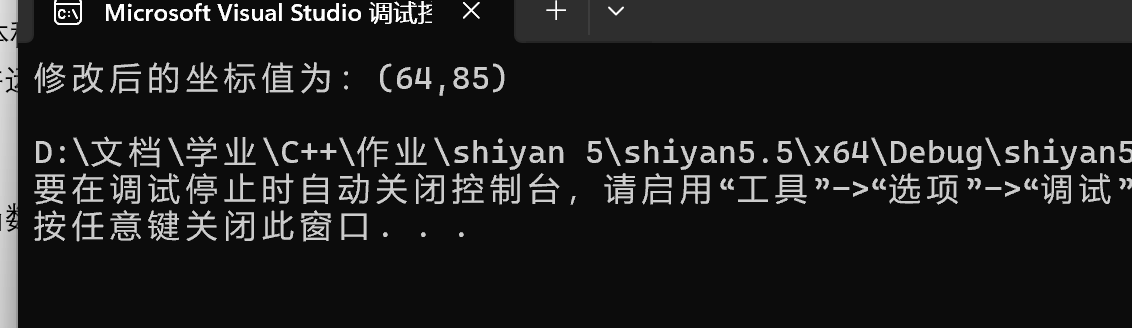 Microsoft Visual Studio 调试控
修改后的坐标值为：(64,85)
D:\文档\学业\C++\作业\shiyan 5\shiyan5.5\x64\Debug\shiyan5
要在调试停止时自动关闭控制台，请启用“工具”->“选项”->“调试”
按任意键关闭此窗口. . .